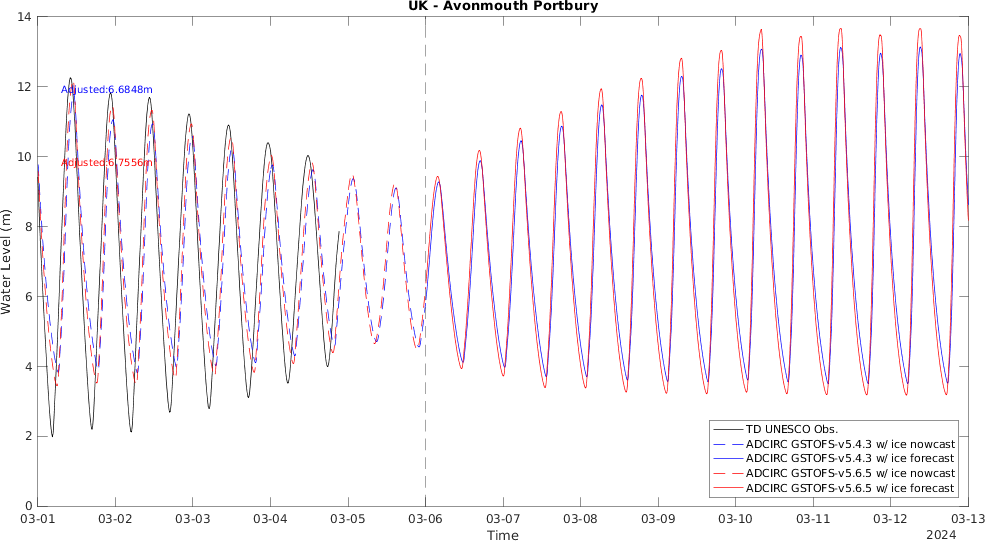 UK - Avonmouth Portbury
14
12
10
8
6
4
2
0
Water Level (m)
Adjusted:6.6848m
Adjusted:6.7556m
TD UNESCO Obs.
ADCIRC GSTOFS-v5.4.3 w/ ice nowcast
ADCIRC GSTOFS-v5.4.3 w/ ice forecast
ADCIRC GSTOFS-v5.6.5 w/ ice nowcast
ADCIRC GSTOFS-v5.6.5 w/ ice forecast
03-01 03-02 03-03 03-04 03-05 03-06 03-07 03-08 03-09 03-10 03-11 03-12 03-13
Time
2024